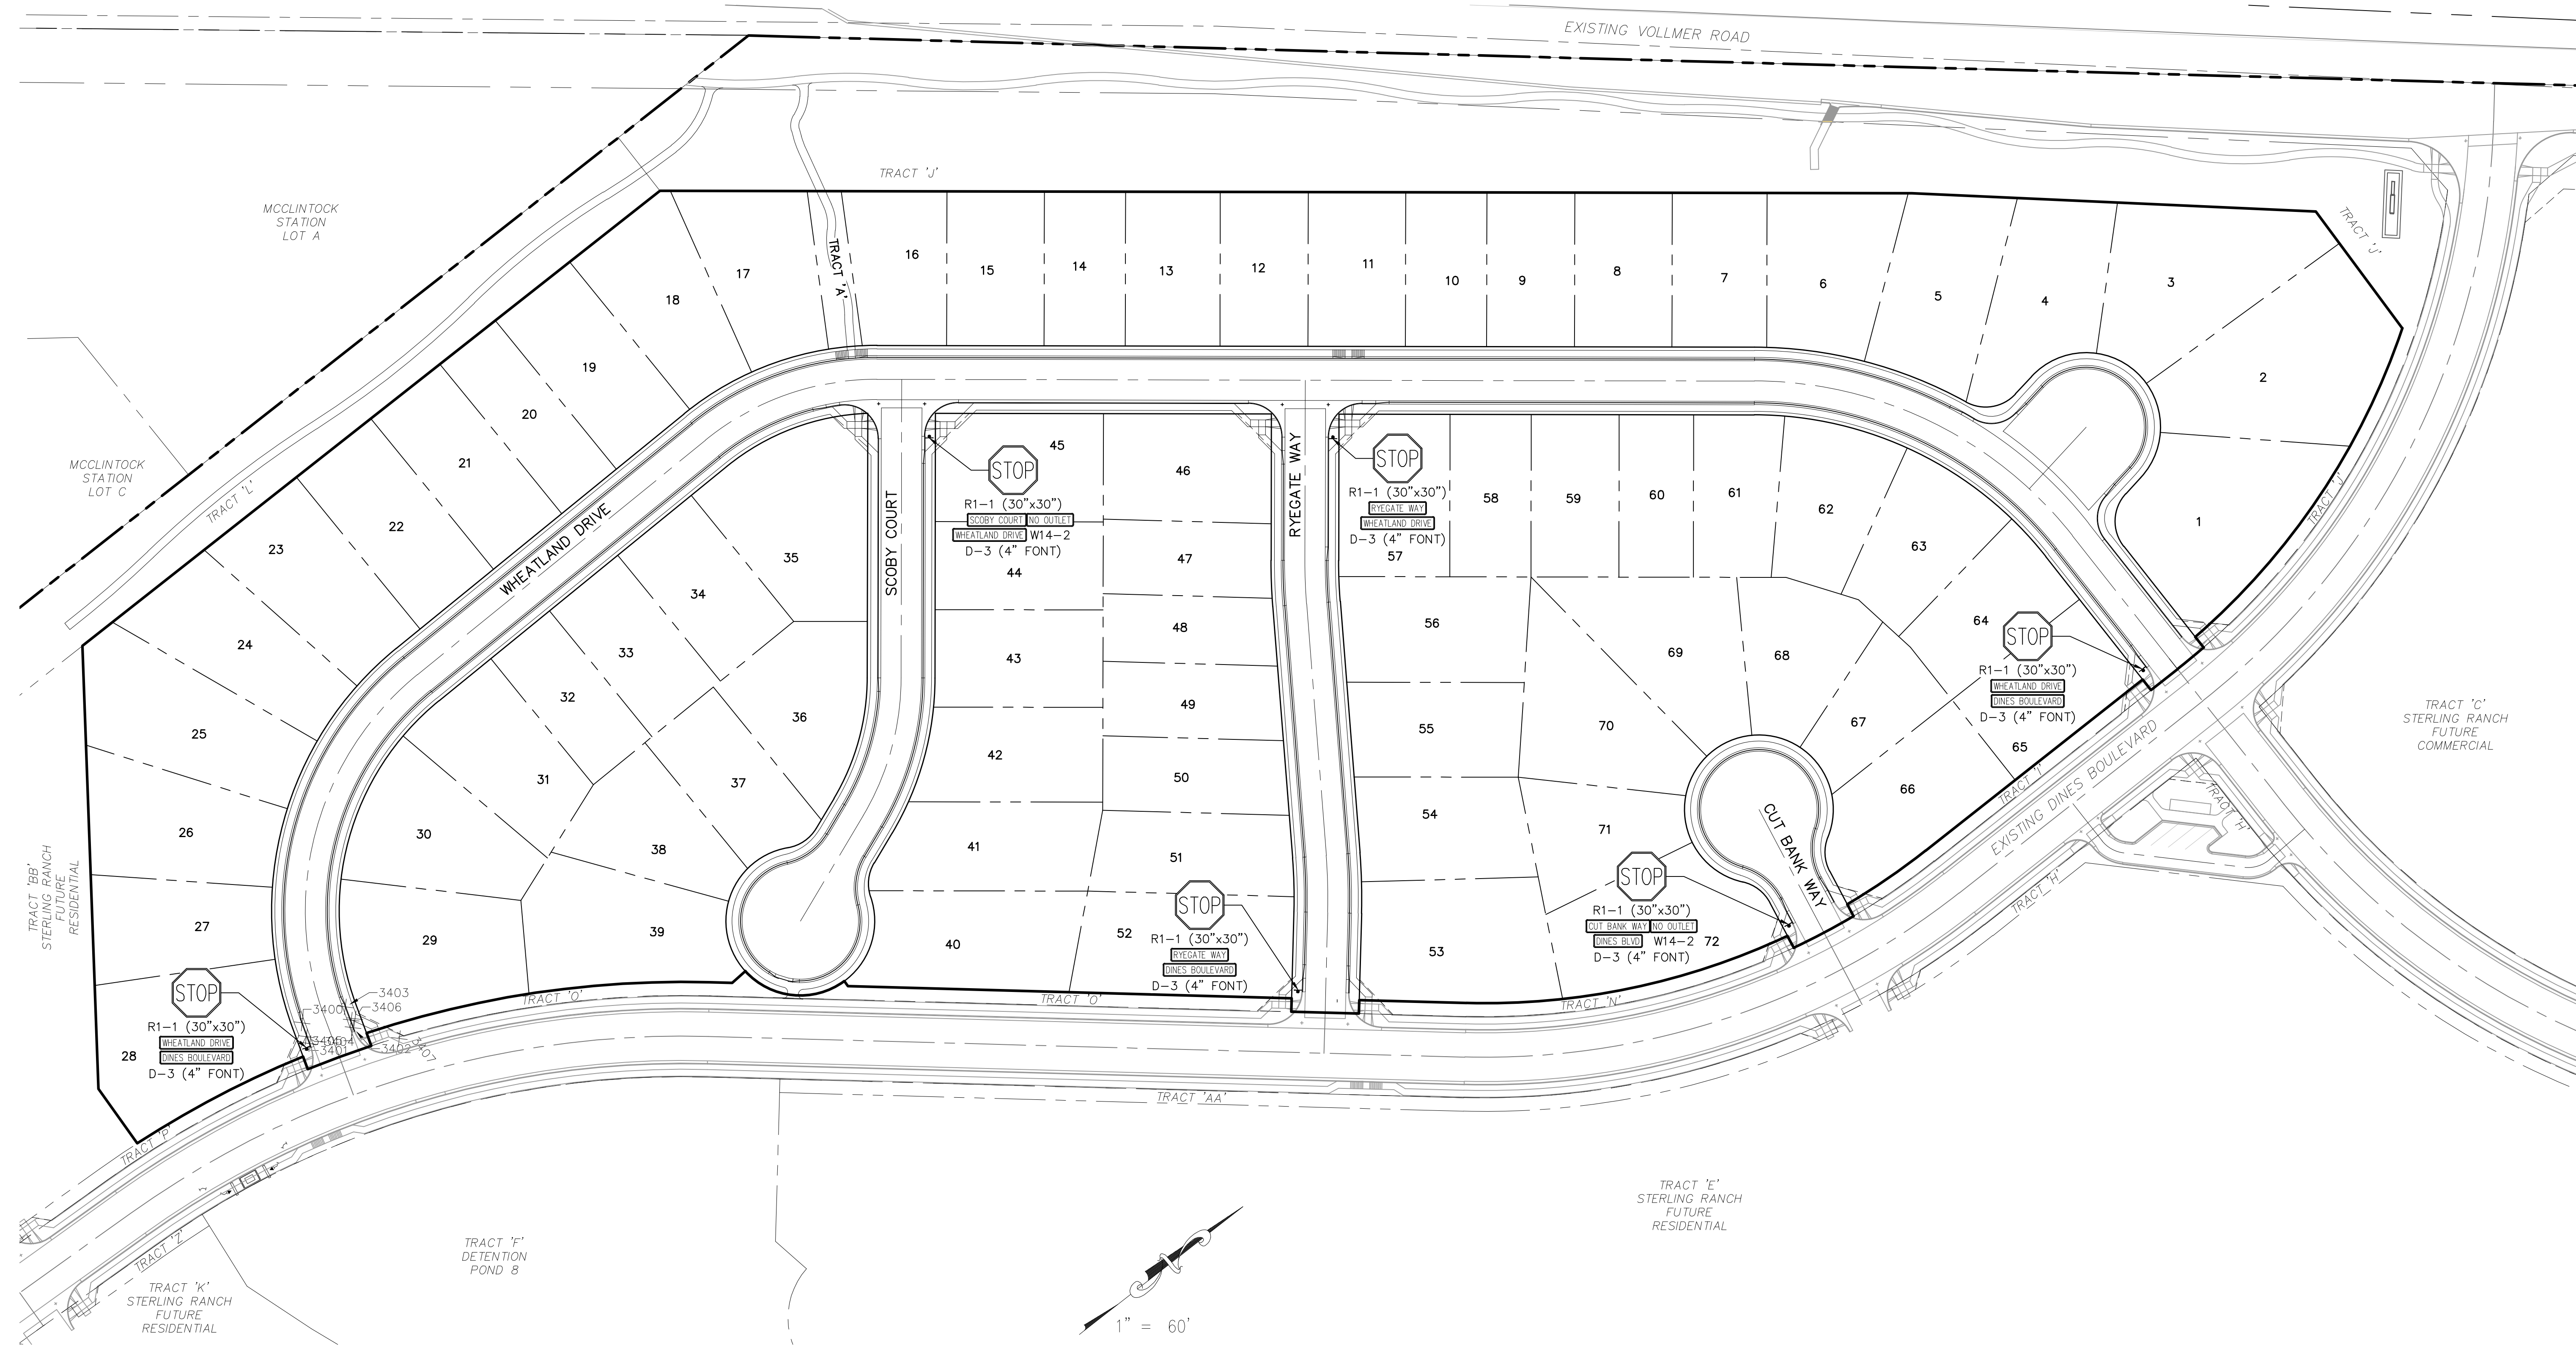 EXISTING VOLLMER ROAD
TRACT 'J'
MCCLINTOCK
STATION
LOT A
TRACT 'J'
TRACT 'A'
17
16
15
14
13
12
11
10
9
8
7
6
5
4
3
2
1
18
19
20
21
22
23
24
25
26
27
28
MCCLINTOCK
STATION
LOT C
TRACT 'L'
WHEATLAND DRIVE
SCOBY COURT
RYEGATE WAY
STOP
R1-1 (30"x30")
SCOBY COURT NO OUTLET
WHEATLAND DRIVE W14-2
D-3 (4" FONT)
STOP
R1-1 (30"x30")
RYEGATE WAY
WHEATLAND DRIVE
D-3 (4" FONT)
45
46
47
44
48
43
49
42
50
41
51
40
52
57
58
59
60
61
62
63
64
56
69
68
55
70
67
65
54
66
71
53
72
35
34
33
32
36
31
37
30
38
29
39
STOP
R1-1 (30"x30")
WHEATLAND DRIVE
DINES BOULEVARD
D-3 (4" FONT)
TRACT 'J'
TRACT 'I'
EXISTING DINES BOULEVARD
TRACT 'H'
TRACT 'H'
TRACT 'C'
STERLING RANCH
FUTURE
COMMERCIAL
CUT BANK WAY
STOP
R1-1 (30"x30")
CUT BANK WAY NO OUTLET
DINES BLVD W14-2
D-3 (4" FONT)
STOP
R1-1 (30"x30")
RYEGATE WAY
DINES BOULEVARD
D-3 (4" FONT)
STOP
R1-1 (30"x30")
WHEATLAND DRIVE
DINES BOULEVARD
D-3 (4" FONT)
3403
3406
3400
3404
3401
3402
3407
TRACT 'BB'
STERLING RANCH
FUTURE
RESIDENTIAL
TRACT 'O'
TRACT 'O'
TRACT 'N'
TRACT 'P'
TRACT 'AA'
TRACT 'Z'
TRACT 'K'
STERLING RANCH
FUTURE
RESIDENTIAL
TRACT 'F'
DETENTION
POND 8
TRACT 'E'
STERLING RANCH
FUTURE
RESIDENTIAL
1" = 60'